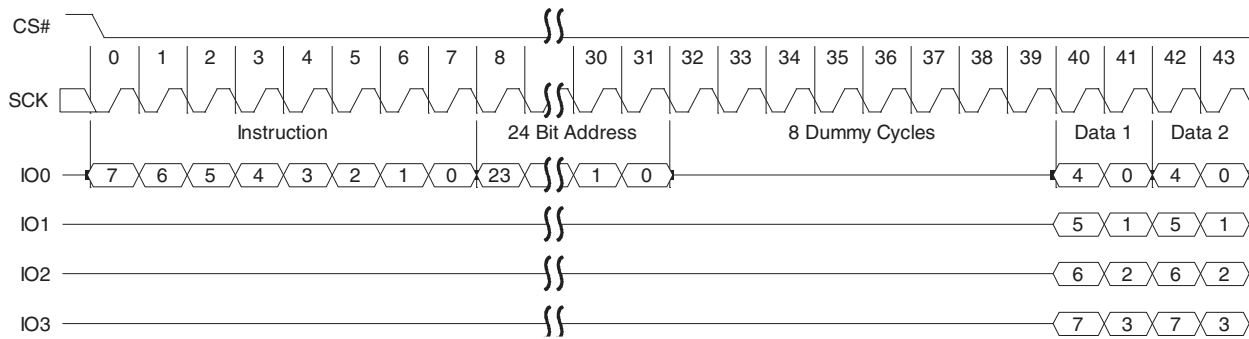 CS#
0 1 2 3 4 5 6 7 8 30 31 32 33 34 35 36 37 38 39 40 41 42 43
SCK
Instruction 24 Bit Address 8 Dummy Cycles Data 1 Data 2
IO0 7 6 5 4 3 2 1 0 23 1 0 4 0 4 0
IO1 5 1 5 1
IO2 6 2 6 2
IO3 7 3 7 3